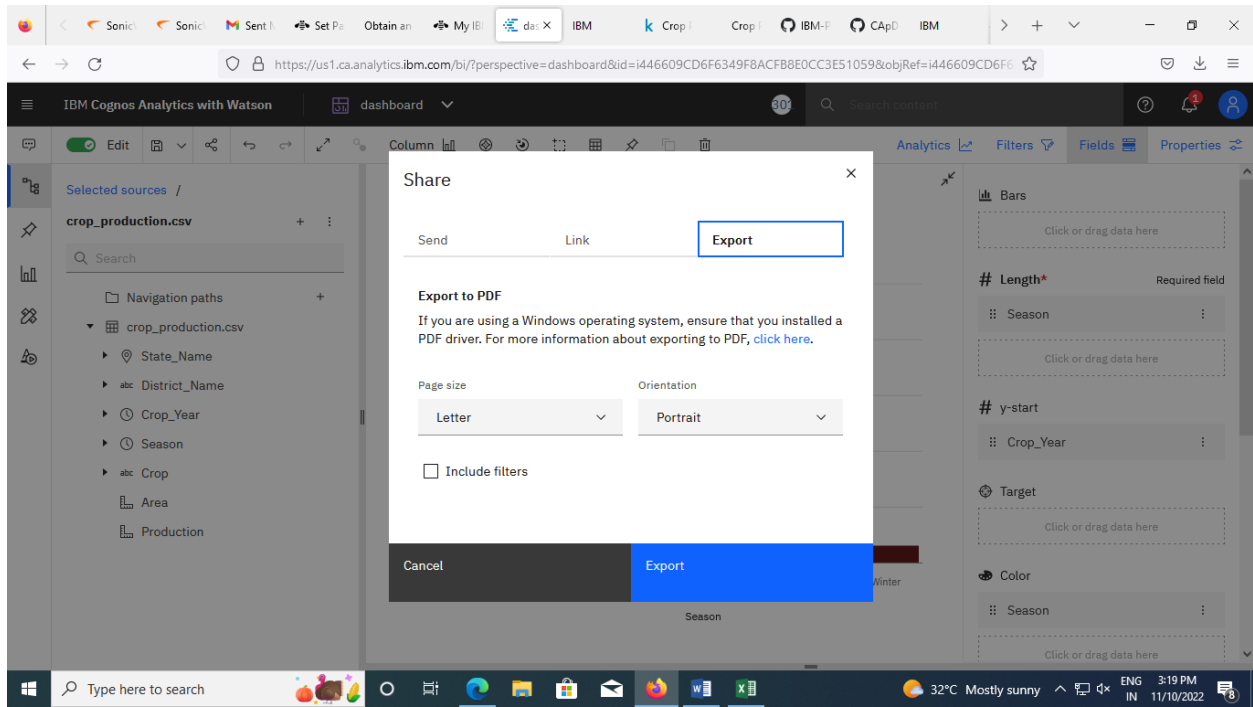 Sonic
Sonic
Sent
Set Pa
Obtain an
My IB
das
IBM
Crop
Crop
IBM-P
CApD
IBM
https://us1.ca.analytics.ibm.com/bi/?perspective=dashboard&id=i446609CD6F6349F8ACFB8E0CC3E51059&objRef=i446609CD6F6
IBM Cognos Analytics with Watson
dashboard
Search content
Edit
Column
Analytics
Filters
Fields
Properties
Selected sources /
crop_production.csv
Search
Navigation paths
crop_production.csv
State_Name
abc District_Name
Crop_Year
Season
abc Crop
Area
Production
Share
Send
Link
Export
Export to PDF
If you are using a Windows operating system, ensure that you installed a
PDF driver. For more information about exporting to PDF, click here.
Page size
Orientation
Letter
Portrait
Include filters
Cancel
Export
Winter
Season
Bars
Click or drag data here
# Length*
Required field
Season
Click or drag data here
# y-start
Crop_Year
Target
Click or drag data here
Color
Season
Click or drag data here
Type here to search
32°C Mostly sunny
ENG
IN
3:19 PM
11/10/2022
8